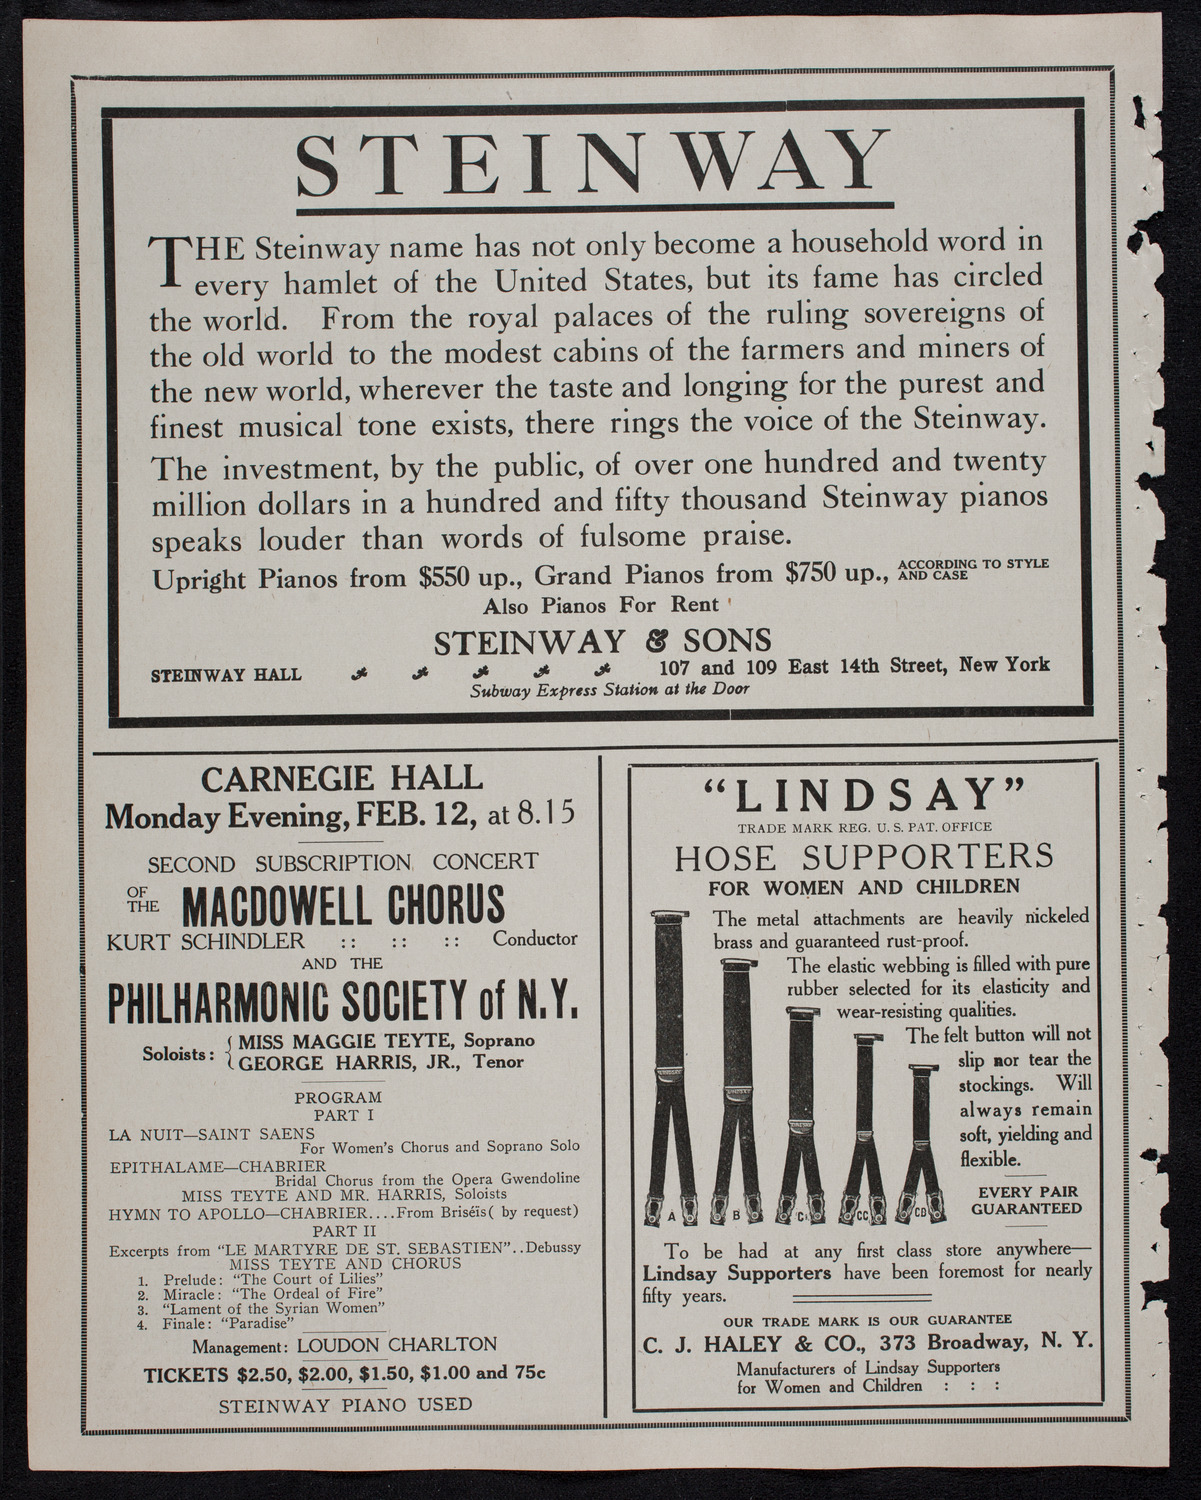 STEINWAY
THE Steinway name has not only become a household word in
every hamlet of the United States, but its fame has circled
the world. From the royal palaces of the ruling sovereigns of
the old world to the modest cabins of the farmers and miners of
the new world, wherever the taste and longing for the purest and
finest musical tone exists, there rings the voice of the Steinway.
The investment, by the public, of over one hundred and twenty
million dollars in a hundred and fifty thousand Steinway pianos
speaks louder than words of fulsome praise.
Upright Pianos from $550 up., Grand Pianos from $750 up., ACCORDING TO STYLE AND CASE
Also Pianos For Rent
STEINWAY & SONS
STEINWAY HALL 107 and 109 East 14th Street, New York
Subway Express Station at the Door
CARNEGIE HALL
Monday Evening, FEB. 12, at 8.15
SECOND SUBSCRIPTION CONCERT
OF THE MACDOWELL CHORUS
KURT SCHINDLER :: :: :: Conductor
AND THE
PHILHARMONIC SOCIETY of N.Y.
Soloists: { MISS MAGGIE TEYTE, Soprano
GEORGE HARRIS, JR., Tenor
PROGRAM
PART I
LA NUIT—SAINT SAENS
For Women's Chorus and Soprano Solo
EPITHALAME—CHABRIER
Bridal Chorus from the Opera Gwendoline
MISS TEYTE AND MR. HARRIS, Soloists
HYMN TO APOLLO—CHABRIER....From Briséïs( by request)
PART II
Excerpts from "LE MARTYRE DE ST. SEBASTIEN"..Debussy
MISS TEYTE AND CHORUS
1. Prelude: "The Court of Lilies"
2. Miracle: "The Ordeal of Fire"
3. "Lament of the Syrian Women"
4. Finale: "Paradise"
Management: LOUDON CHARLTON
TICKETS $2.50, $2.00, $1.50, $1.00 and 75c
STEINWAY PIANO USED
"LINDSAY"
TRADE MARK REG. U. S. PAT. OFFICE
HOSE SUPPORTERS
FOR WOMEN AND CHILDREN
The metal attachments are heavily nickeled
brass and guaranteed rust-proof.
The elastic webbing is filled with pure
rubber selected for its elasticity and
wear-resisting qualities.
The felt button will not
slip nor tear the
stockings. Will
always remain
soft, yielding and
flexible.
EVERY PAIR
GUARANTEED
A B C CC CB
To be had at any first class store anywhere—
Lindsay Supporters have been foremost for nearly
fifty years.
OUR TRADE MARK IS OUR GUARANTEE
C. J. HALEY & CO., 373 Broadway, N. Y.
Manufacturers of Lindsay Supporters
for Women and Children : : :